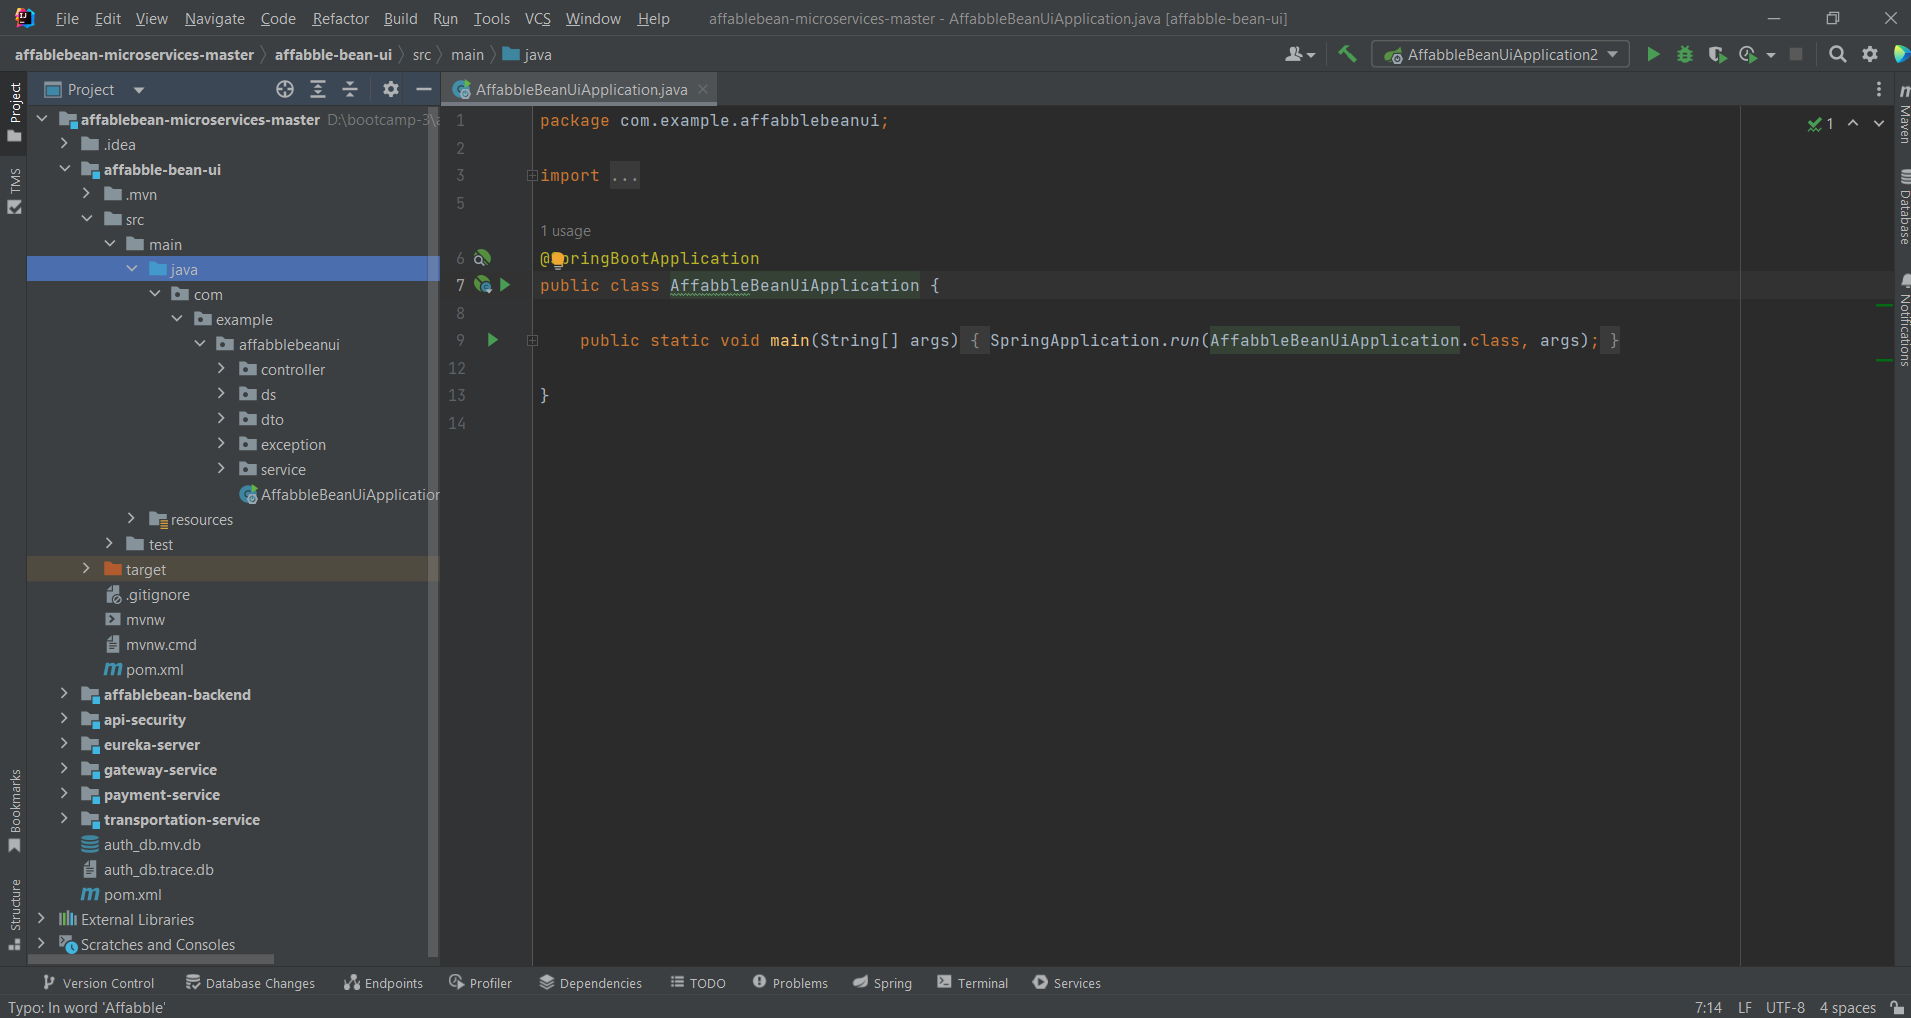 File Edit View Navigate Code Refactor Build Run Tools VCS Window Help affablebean-microservices-master - AffabbleBeanUiApplication.java [affabble-bean-ui]
affablebean-microservices-master affabble-bean-ui src main java AffabbleBeanUiApplication2
Project
AffabbleBeanUiApplication.java
Project
TMS
Bookmarks
Structure
affablebean-microservices-master D:\bootcamp-3\
.idea
affabble-bean-ui
.mvn
src
main
java
com
example
affabblebeanui
controller
ds
dto
exception
service
AffabbleBeanUiApplication
resources
test
target
.gitignore
mvnw
mvnw.cmd
pom.xml
affablebean-backend
api-security
eureka-server
gateway-service
payment-service
transportation-service
auth_db.mv.db
auth_db.trace.db
pom.xml
External Libraries
Scratches and Consoles
1 package com.example.affabblebeanui;
2
3 import ...
5
1 usage
6 @SpringBootApplication
7 public class AffabbleBeanUiApplication {
8
9 public static void main(String[] args) { SpringApplication.run(AffabbleBeanUiApplication.class, args); }
12
13 }
14
1
Maven
Database
Notifications
Version Control Database Changes Endpoints Profiler Dependencies TODO Problems Spring Terminal Services
Typo: In word 'Affabble' 7:14 LF UTF-8 4 spaces